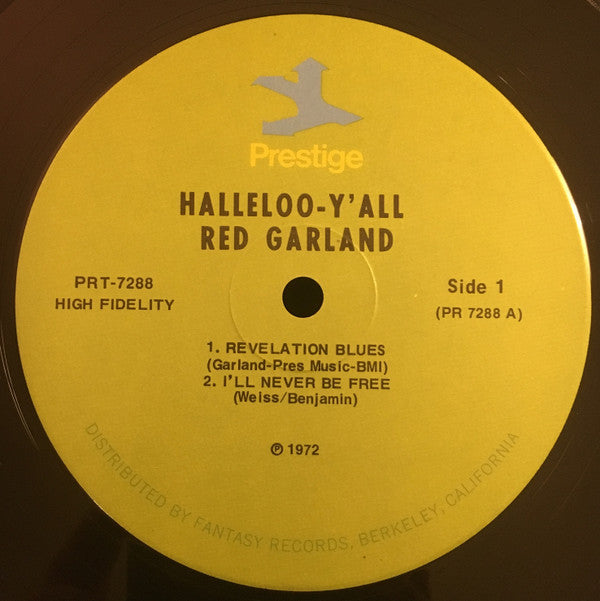 Prestige
HALLELOO-Y'ALL
RED GARLAND
PRT-7288
HIGH FIDELITY
Side 1
(PR 7288 A)
1. REVELATION BLUES
(Garland-Pres Music-BMI)
2. I'LL NEVER BE FREE
(Weiss/Benjamin)
℗ 1972
DISTRIBUTED BY FANTASY RECORDS, BERKELEY, CALIFORNIA